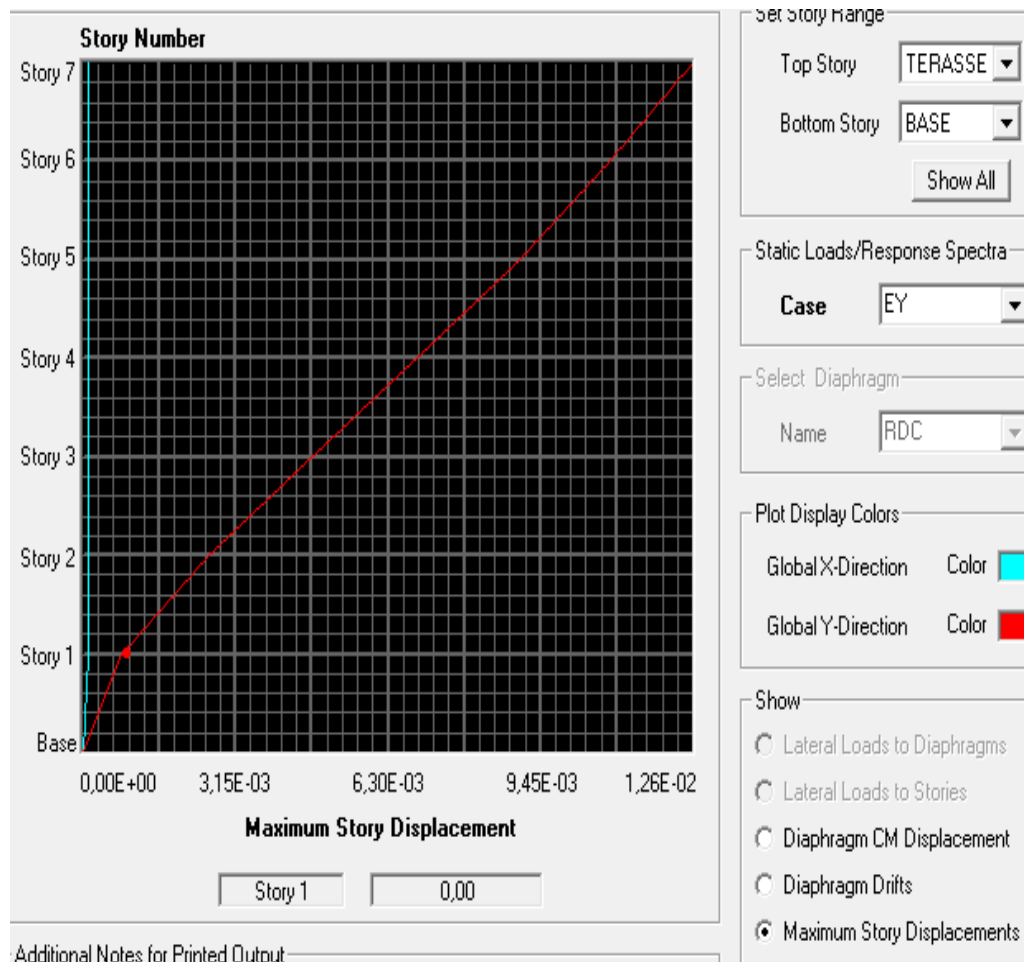 Story Number
Story 7
Story 6
Story 5
Story 4
Story 3
Story 2
Story 1
Base
0,00E+00 3,15E-03 6,30E-03 9,45E-03 1,26E-02
Maximum Story Displacement
Story 1 0,00
Additional Notes for Printed Output
Set Story Range
Top Story TERASSE
Bottom Story BASE
Show All
Static Loads/Response Spectra
Case EY
Select Diaphragm
Name RDC
Plot Display Colors
Global X-Direction Color
Global Y-Direction Color
Show
Lateral Loads to Diaphragms
Lateral Loads to Stories
Diaphragm CM Displacement
Diaphragm Drifts
Maximum Story Displacements